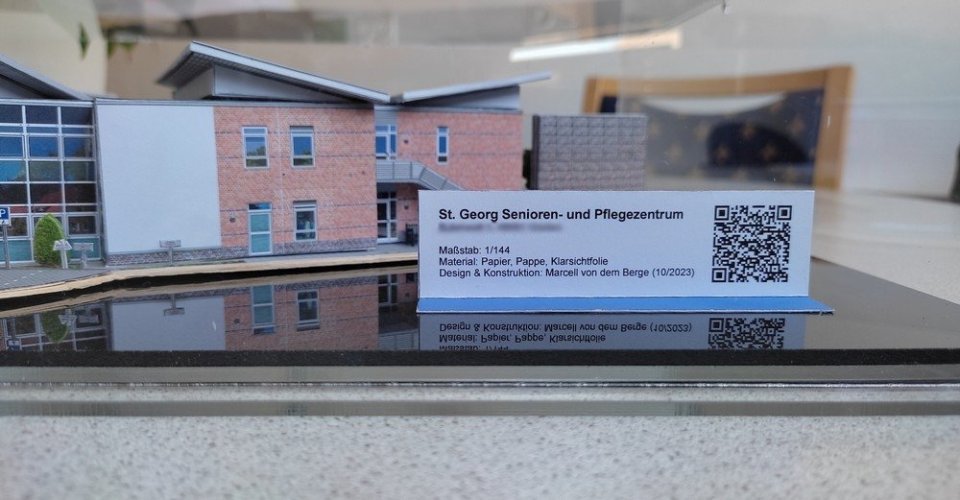 St. Georg Senioren- und Pflegezentrum
Maßstab: 1/144
Material: Papier, Pappe, Klarsichtfolie
Design & Konstruktion: Marcell von dem Berge (10/2023)
P